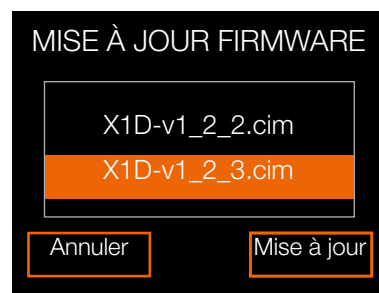 MISE À JOUR FIRMWARE
X1D-v1_2_2.cim
X1D-v1_2_3.cim
Annuler
Mise à jour